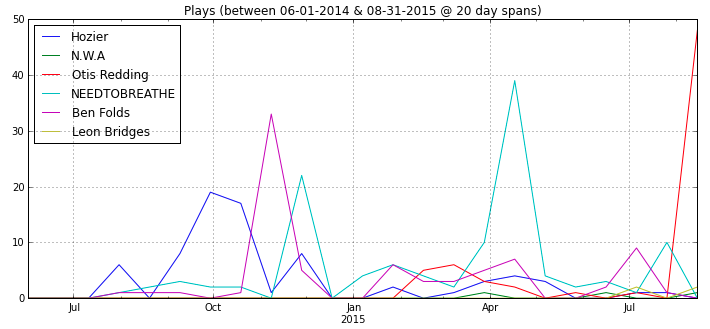 Plays (between 06-01-2014 & 08-31-2015 @ 20 day spans)
Hozier
N.W.A
Otis Redding
NEEDTOBREATHE
Ben Folds
Leon Bridges
50
40
30
20
10
0
Jul
Oct
Jan
2015
Apr
Jul